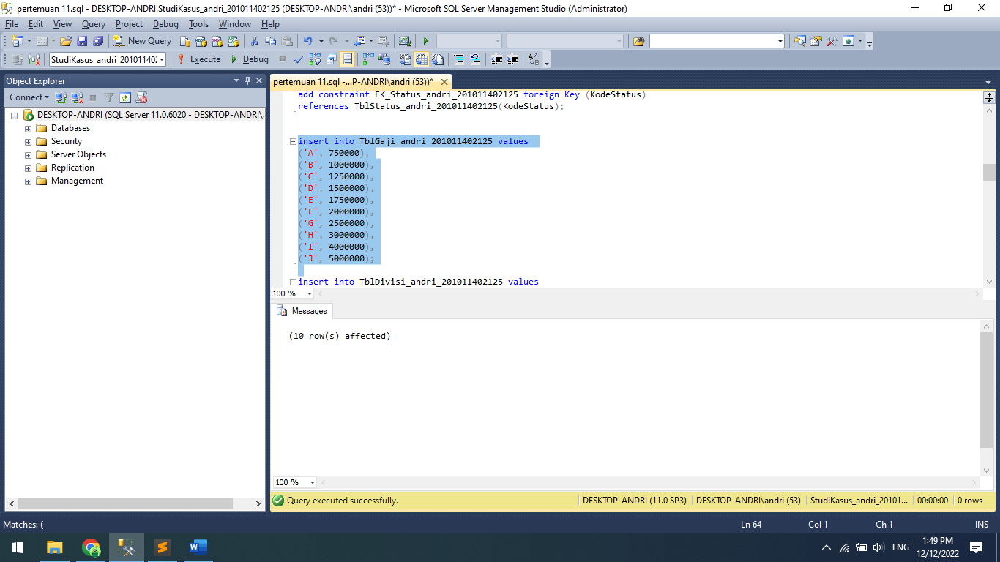 pertemuan 11.sql - DESKTOP-ANDRI.StudiKasus_andri_201011402125 (DESKTOP-ANDRI\andri (53))* - Microsoft SQL Server Management Studio (Administrator)
File Edit View Query Project Debug Tools Window Help
New Query
StudiKasus_andri_20101140 Execute Debug
Object Explorer
Connect
DESKTOP-ANDRI (SQL Server 11.0.6020 - DESKTOP-ANDRI\
Databases
Security
Server Objects
Replication
Management
pertemuan 11.sql -...P-ANDRI\andri (53))*
add constraint FK_Status_andri_201011402125 foreign Key (KodeStatus)
references TblStatus_andri_201011402125(KodeStatus);
insert into TblGaji_andri_201011402125 values
('A', 750000),
('B', 1000000),
('C', 1250000),
('D', 1500000),
('E', 1750000),
('F', 2000000),
('G', 2500000),
('H', 3000000),
('I', 4000000),
('J', 5000000);
insert into TblDivisi_andri_201011402125 values
100 %
Messages
(10 row(s) affected)
100 %
Query executed successfully. DESKTOP-ANDRI (11.0 SP3) DESKTOP-ANDRI\andri (53) StudiKasus_andri_20101... 00:00:00 0 rows
Matches: ( Ln 64 Col 1 Ch 1 INS
ENG
1:49 PM
12/12/2022